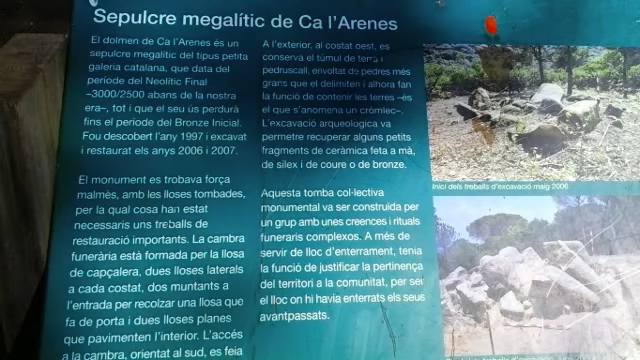 Sepulcre megalític de Ca l'Arenes
El dolmen de Ca l'Arenes és un
sepulcre megalític del tipus petita
galeria catalana, que data del
període del Neolític Final
–3000/2500 abans de la nostra
era–, tot i que el seu ús perdurà
fins el període del Bronze Inicial.
Fou descobert l'any 1997 i excavat
i restaurat els anys 2006 i 2007.
El monument es trobava força
malmès, amb les lloses tombades,
per la qual cosa han estat
necessaris uns treballs de
restauració importants. La cambra
funerària està formada per la llosa
de capçalera, dues lloses laterals
a cada costat, dos muntants a
l'entrada per recolzar una llosa que
fa de porta i dues lloses planes
que pavimenten l'interior. L'accés
a la cambra, orientat al sud, es feia
A l'exterior, al costat oest, es
conserva el túmul de terra i
pedruscall, envoltat de pedres més
grans que el delimiten i alhora fan
la funció de contenir les terres –és
el que s'anomena un cròmlec–.
L'excavació arqueològica va
permetre recuperar alguns petits
fragments de ceràmica feta a mà,
de sílex i de coure o de bronze.
Aquesta tomba col·lectiva
monumental va ser construïda per
un grup amb unes creences i rituals
funeraris complexos. A més de
servir de lloc d'enterrament, tenia
la funció de justificar la pertinença
del territori a la comunitat, per ser
el lloc on hi havia enterrats els seus
avantpassats.
Inici dels treballs d'excavació maig 2006